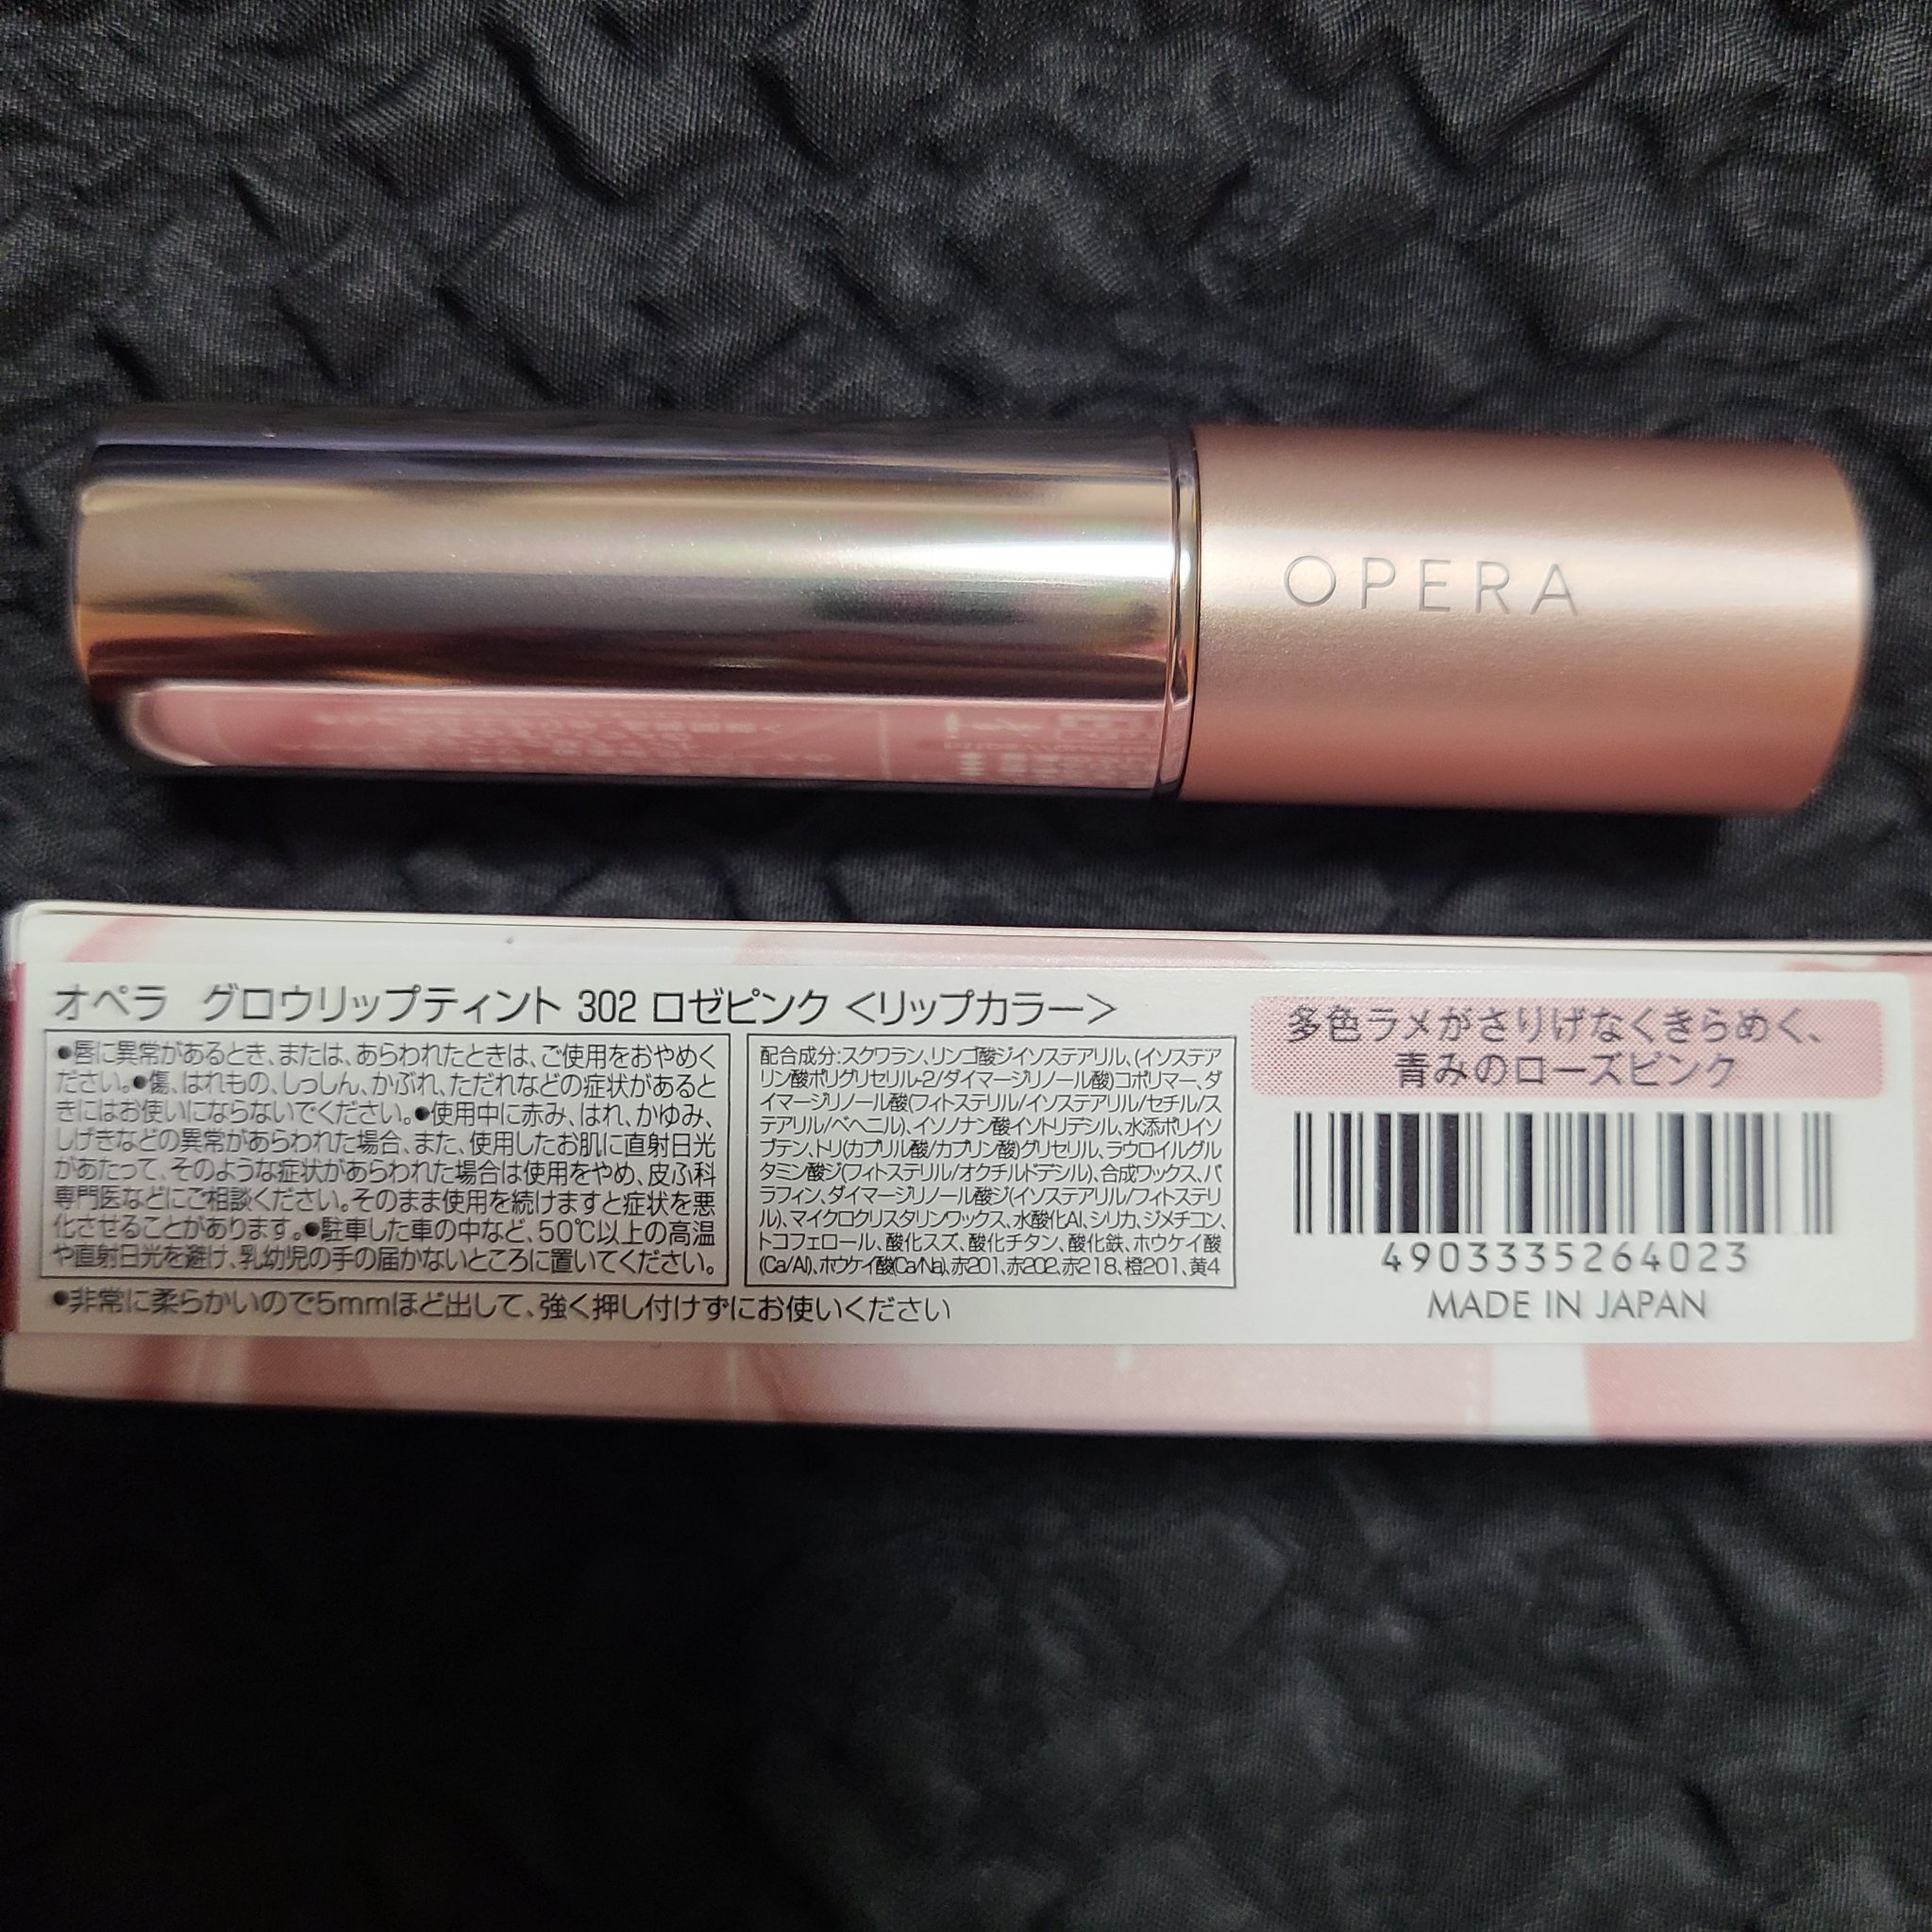 OPERA
オペラ グロウリップティント 302 ロゼピンク <リップカラー>
●唇に異常があるとき、または、あらわれたときは、ご使用をおやめく
ださい。●傷、はれもの、しっしん、かぶれ、ただれなどの症状があると
きにはお使いにならないでください。●使用中に赤み、はれ、かゆみ、
しげきなどの異常があらわれた場合、また、使用したお肌に直射日光
があたって、そのような症状があらわれた場合は使用をやめ、皮ふ科
専門医などにご相談ください。そのまま使用を続けますと症状を悪
化させることがあります。●駐車した車の中など、50℃以上の高温
や直射日光を避け、乳幼児の手の届かないところに置いてください。
●非常に柔らかいので5mmほど出して、強く押し付けずにお使いください
配合成分:スクワラン、リンゴ酸ジイソステアリル、(イソステア
リン酸ポリグリセリル-2/ダイマージリノール酸)コポリマー、ダ
イマージリノール酸(フィトステリル/イソステアリル/セチル/ス
テアリル/ベヘニル)、イソノナン酸イソトリデシル、水添ポリイソ
ブテン、トリ(カプリル酸/カプリン酸)グリセリル、ラウロイルグル
タミン酸ジ(フィトステリル/オクチルドデシル)、合成ワックス、パ
ラフィン、ダイマージリノール酸ジ(イソステアリル/フィトステリ
ル)、マイクロクリスタリンワックス、水酸化Al、シリカ、ジメチコン、
トコフェロール、酸化スズ、酸化チタン、酸化鉄、ホウケイ酸
(Ca/Al)、ホウケイ酸(Ca/Na)、赤201、赤202、赤218、橙201、黄4
多色ラメがさりげなくきらめく、
青みのローズピンク
4903335264023
MADE IN JAPAN